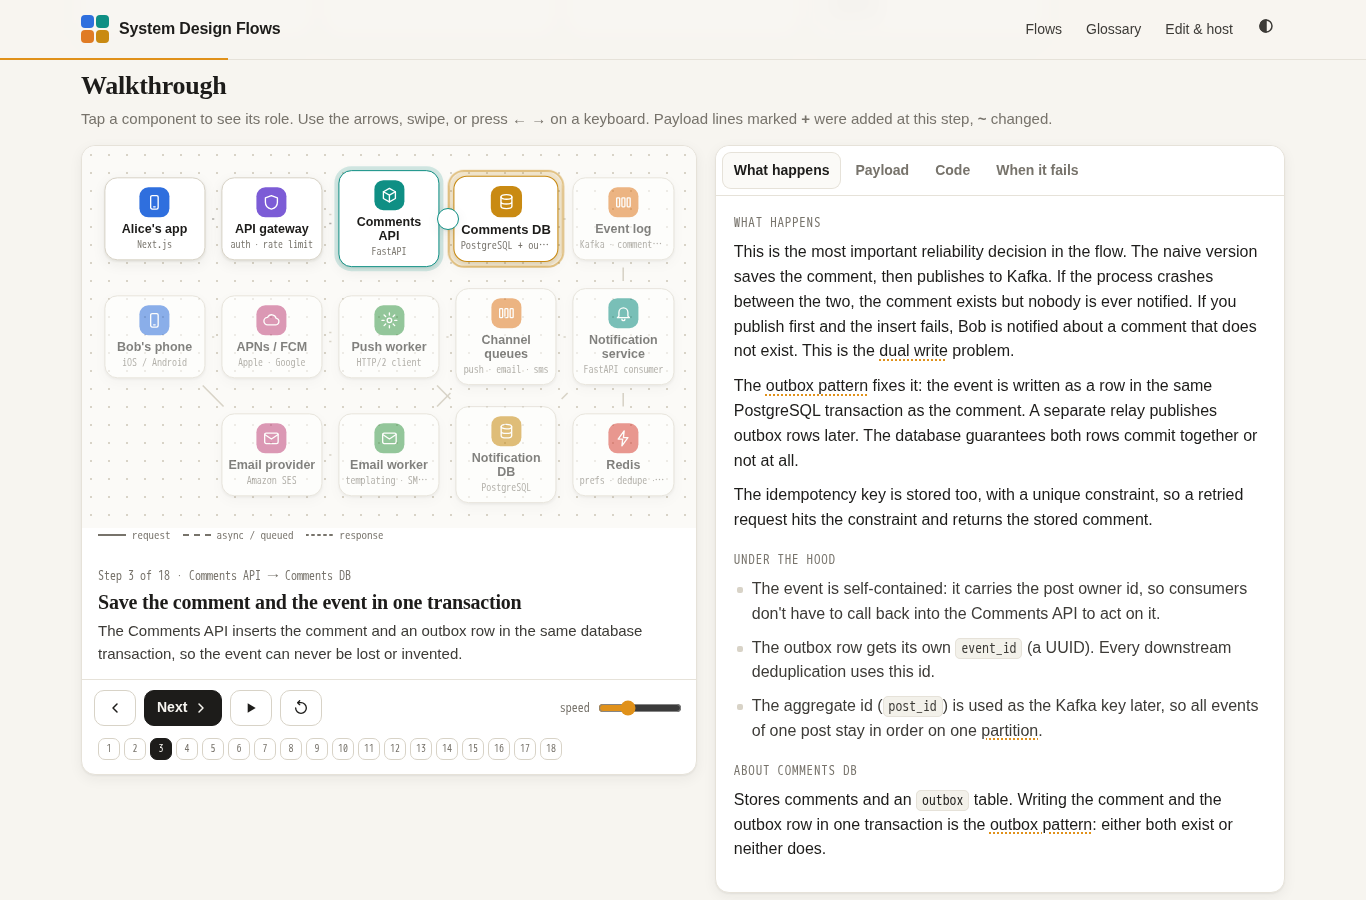 System Design Flows
Flows
Glossary
Edit & host
Walkthrough
Tap a component to see its role. Use the arrows, swipe, or press ← → on a keyboard. Payload lines marked + were added at this step, ~ changed.
Alice's app
Next.js
API gateway
auth · rate limit
Comments
API
FastAPI
Comments DB
PostgreSQL + ou···
Event log
Kafka · comment···
Bob's phone
iOS / Android
APNs / FCM
Apple · Google
Push worker
HTTP/2 client
Channel
queues
push · email · sms
Notification
service
FastAPI consumer
Email provider
Amazon SES
Email worker
templating · SM···
Notification
DB
PostgreSQL
Redis
prefs · dedupe ···
request
async / queued
response
Step 3 of 18 · Comments API → Comments DB
Save the comment and the event in one transaction
The Comments API inserts the comment and an outbox row in the same database
transaction, so the event can never be lost or invented.
Next
speed
1 2 3 4 5 6 7 8 9 10 11 12 13 14 15 16 17 18
What happens
Payload
Code
When it fails
WHAT HAPPENS
This is the most important reliability decision in the flow. The naive version
saves the comment, then publishes to Kafka. If the process crashes
between the two, the comment exists but nobody is ever notified. If you
publish first and the insert fails, Bob is notified about a comment that does
not exist. This is the dual write problem.
The outbox pattern fixes it: the event is written as a row in the same
PostgreSQL transaction as the comment. A separate relay publishes
outbox rows later. The database guarantees both rows commit together or
not at all.
The idempotency key is stored too, with a unique constraint, so a retried
request hits the constraint and returns the stored comment.
UNDER THE HOOD
The event is self-contained: it carries the post owner id, so consumers
don't have to call back into the Comments API to act on it.
The outbox row gets its own event_id (a UUID). Every downstream
deduplication uses this id.
The aggregate id (post_id) is used as the Kafka key later, so all events
of one post stay in order on one partition.
ABOUT COMMENTS DB
Stores comments and an outbox table. Writing the comment and the
outbox row in one transaction is the outbox pattern: either both exist or
neither does.